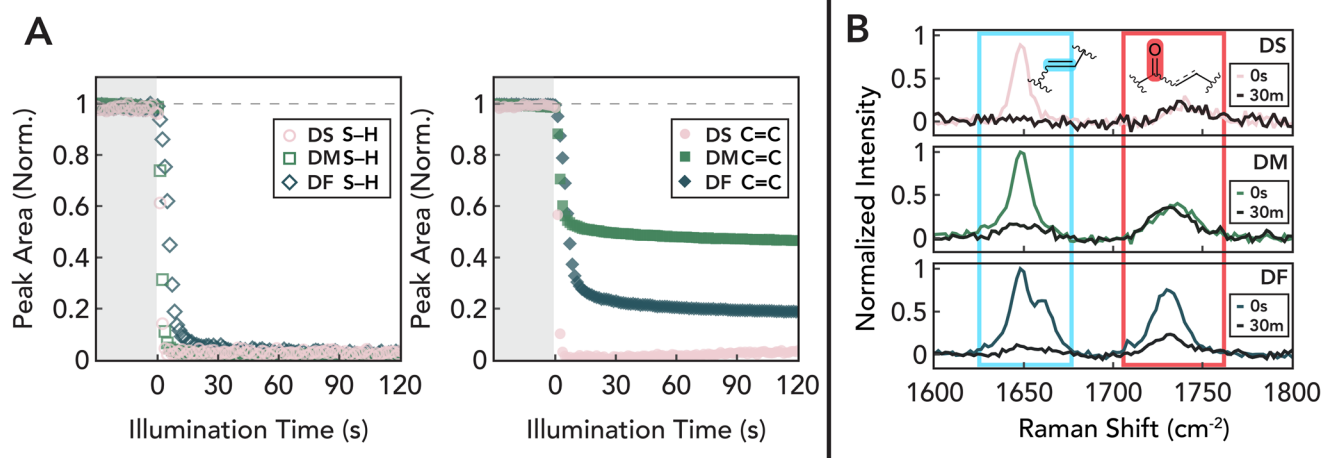 A
Peak Area (Norm.)
1
0.8
0.6
0.4
0.2
0
DS S–H
DM S–H
DF S–H
0 30 60 90 120
Illumination Time (s)
Peak Area (Norm.)
1
0.8
0.6
0.4
0.2
0
DS C=C
DM C=C
DF C=C
0 30 60 90 120
Illumination Time (s)
B
Normalized Intensity
1
0.5
0
O
DS
0s
30m
1
0.5
0
DM
0s
30m
1
0.5
0
DF
0s
30m
1600 1650 1700 1750 1800
Raman Shift (cm-2)